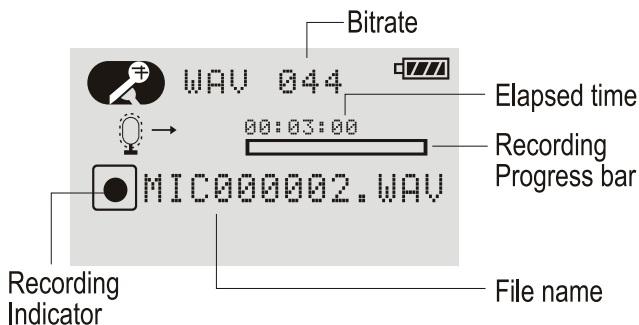 Bitrate
WAV 044
Elapsed time
00:03:00
Recording
Progress bar
MIC000002.WAV
Recording
Indicator
File name